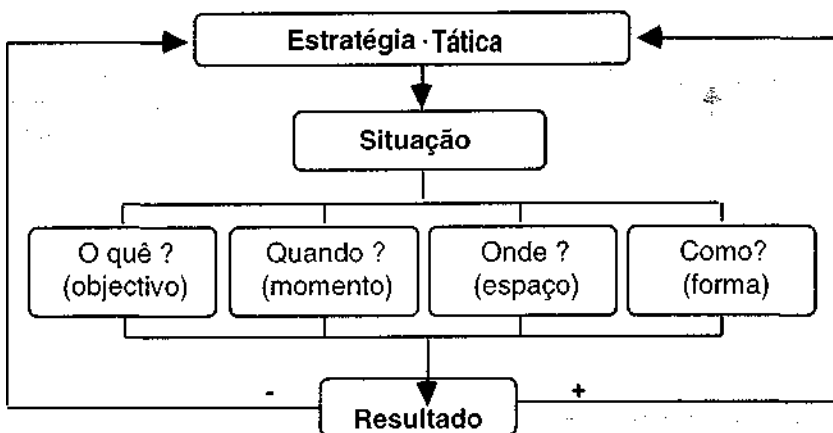 Estratégia · Tática
Situação
O quê ?
(objectivo)
Quando ?
(momento)
Onde ?
(espaço)
Como?
(forma)
- +
Resultado